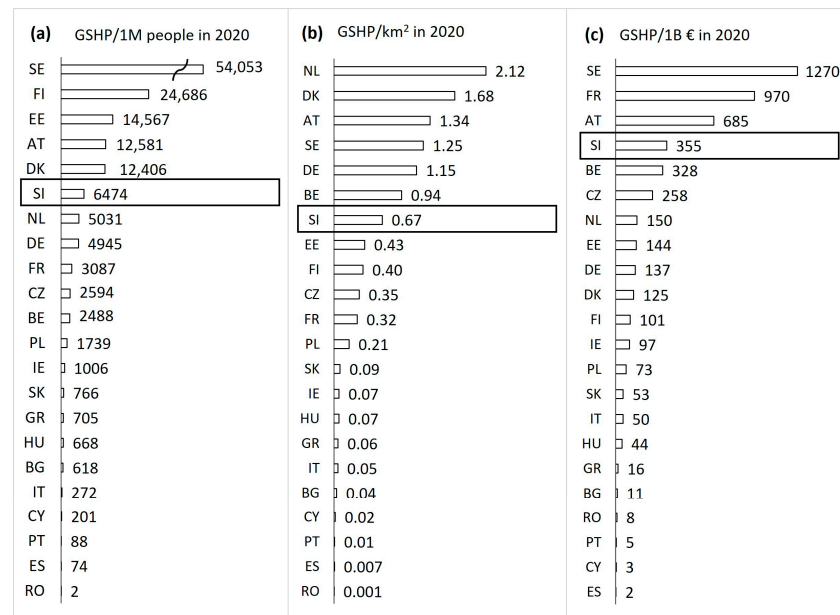 (a) GSHP/1M people in 2020
SE 54,053
FI 24,686
EE 14,567
AT 12,581
DK 12,406
SI 6474
NL 5031
DE 4945
FR 3087
CZ 2594
BE 2488
PL 1739
IE 1006
SK 766
GR 705
HU 668
BG 618
IT 272
CY 201
PT 88
ES 74
RO 2
(b) GSHP/km² in 2020
NL 2.12
DK 1.68
AT 1.34
SE 1.25
DE 1.15
BE 0.94
SI 0.67
EE 0.43
FI 0.40
CZ 0.35
FR 0.32
PL 0.21
SK 0.09
IE 0.07
HU 0.07
GR 0.06
IT 0.05
BG 0.04
CY 0.02
PT 0.01
ES 0.007
RO 0.001
(c) GSHP/1B € in 2020
SE 1270
FR 970
AT 685
SI 355
BE 328
CZ 258
NL 150
EE 144
DE 137
DK 125
FI 101
IE 97
PL 73
SK 53
IT 50
HU 44
GR 16
BG 11
RO 8
PT 5
CY 3
ES 2